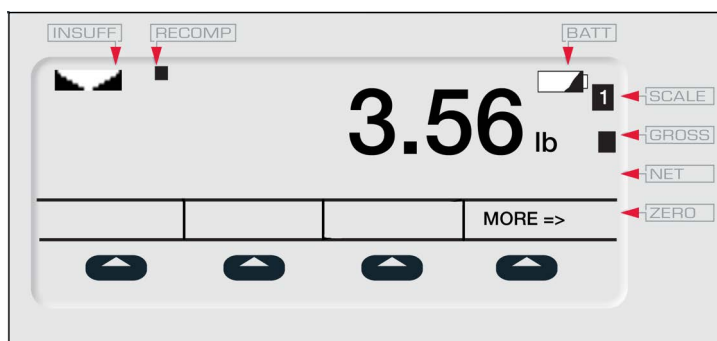 INSUFF RECOMP BATT
1 SCALE
3.56 lb GROSS
NET
MORE => ZERO